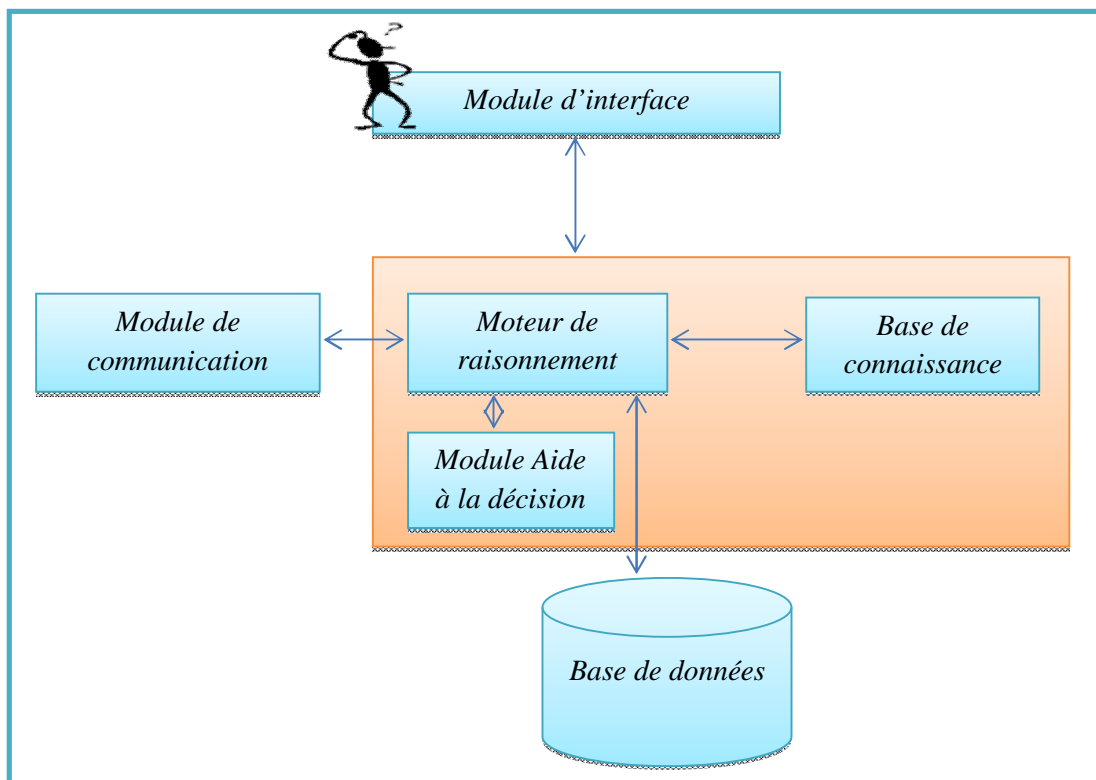 ?
Module d'interface
Module de
communication
Moteur de
raisonnement
Base de
connaissance
Module Aide
à la décision
Base de données